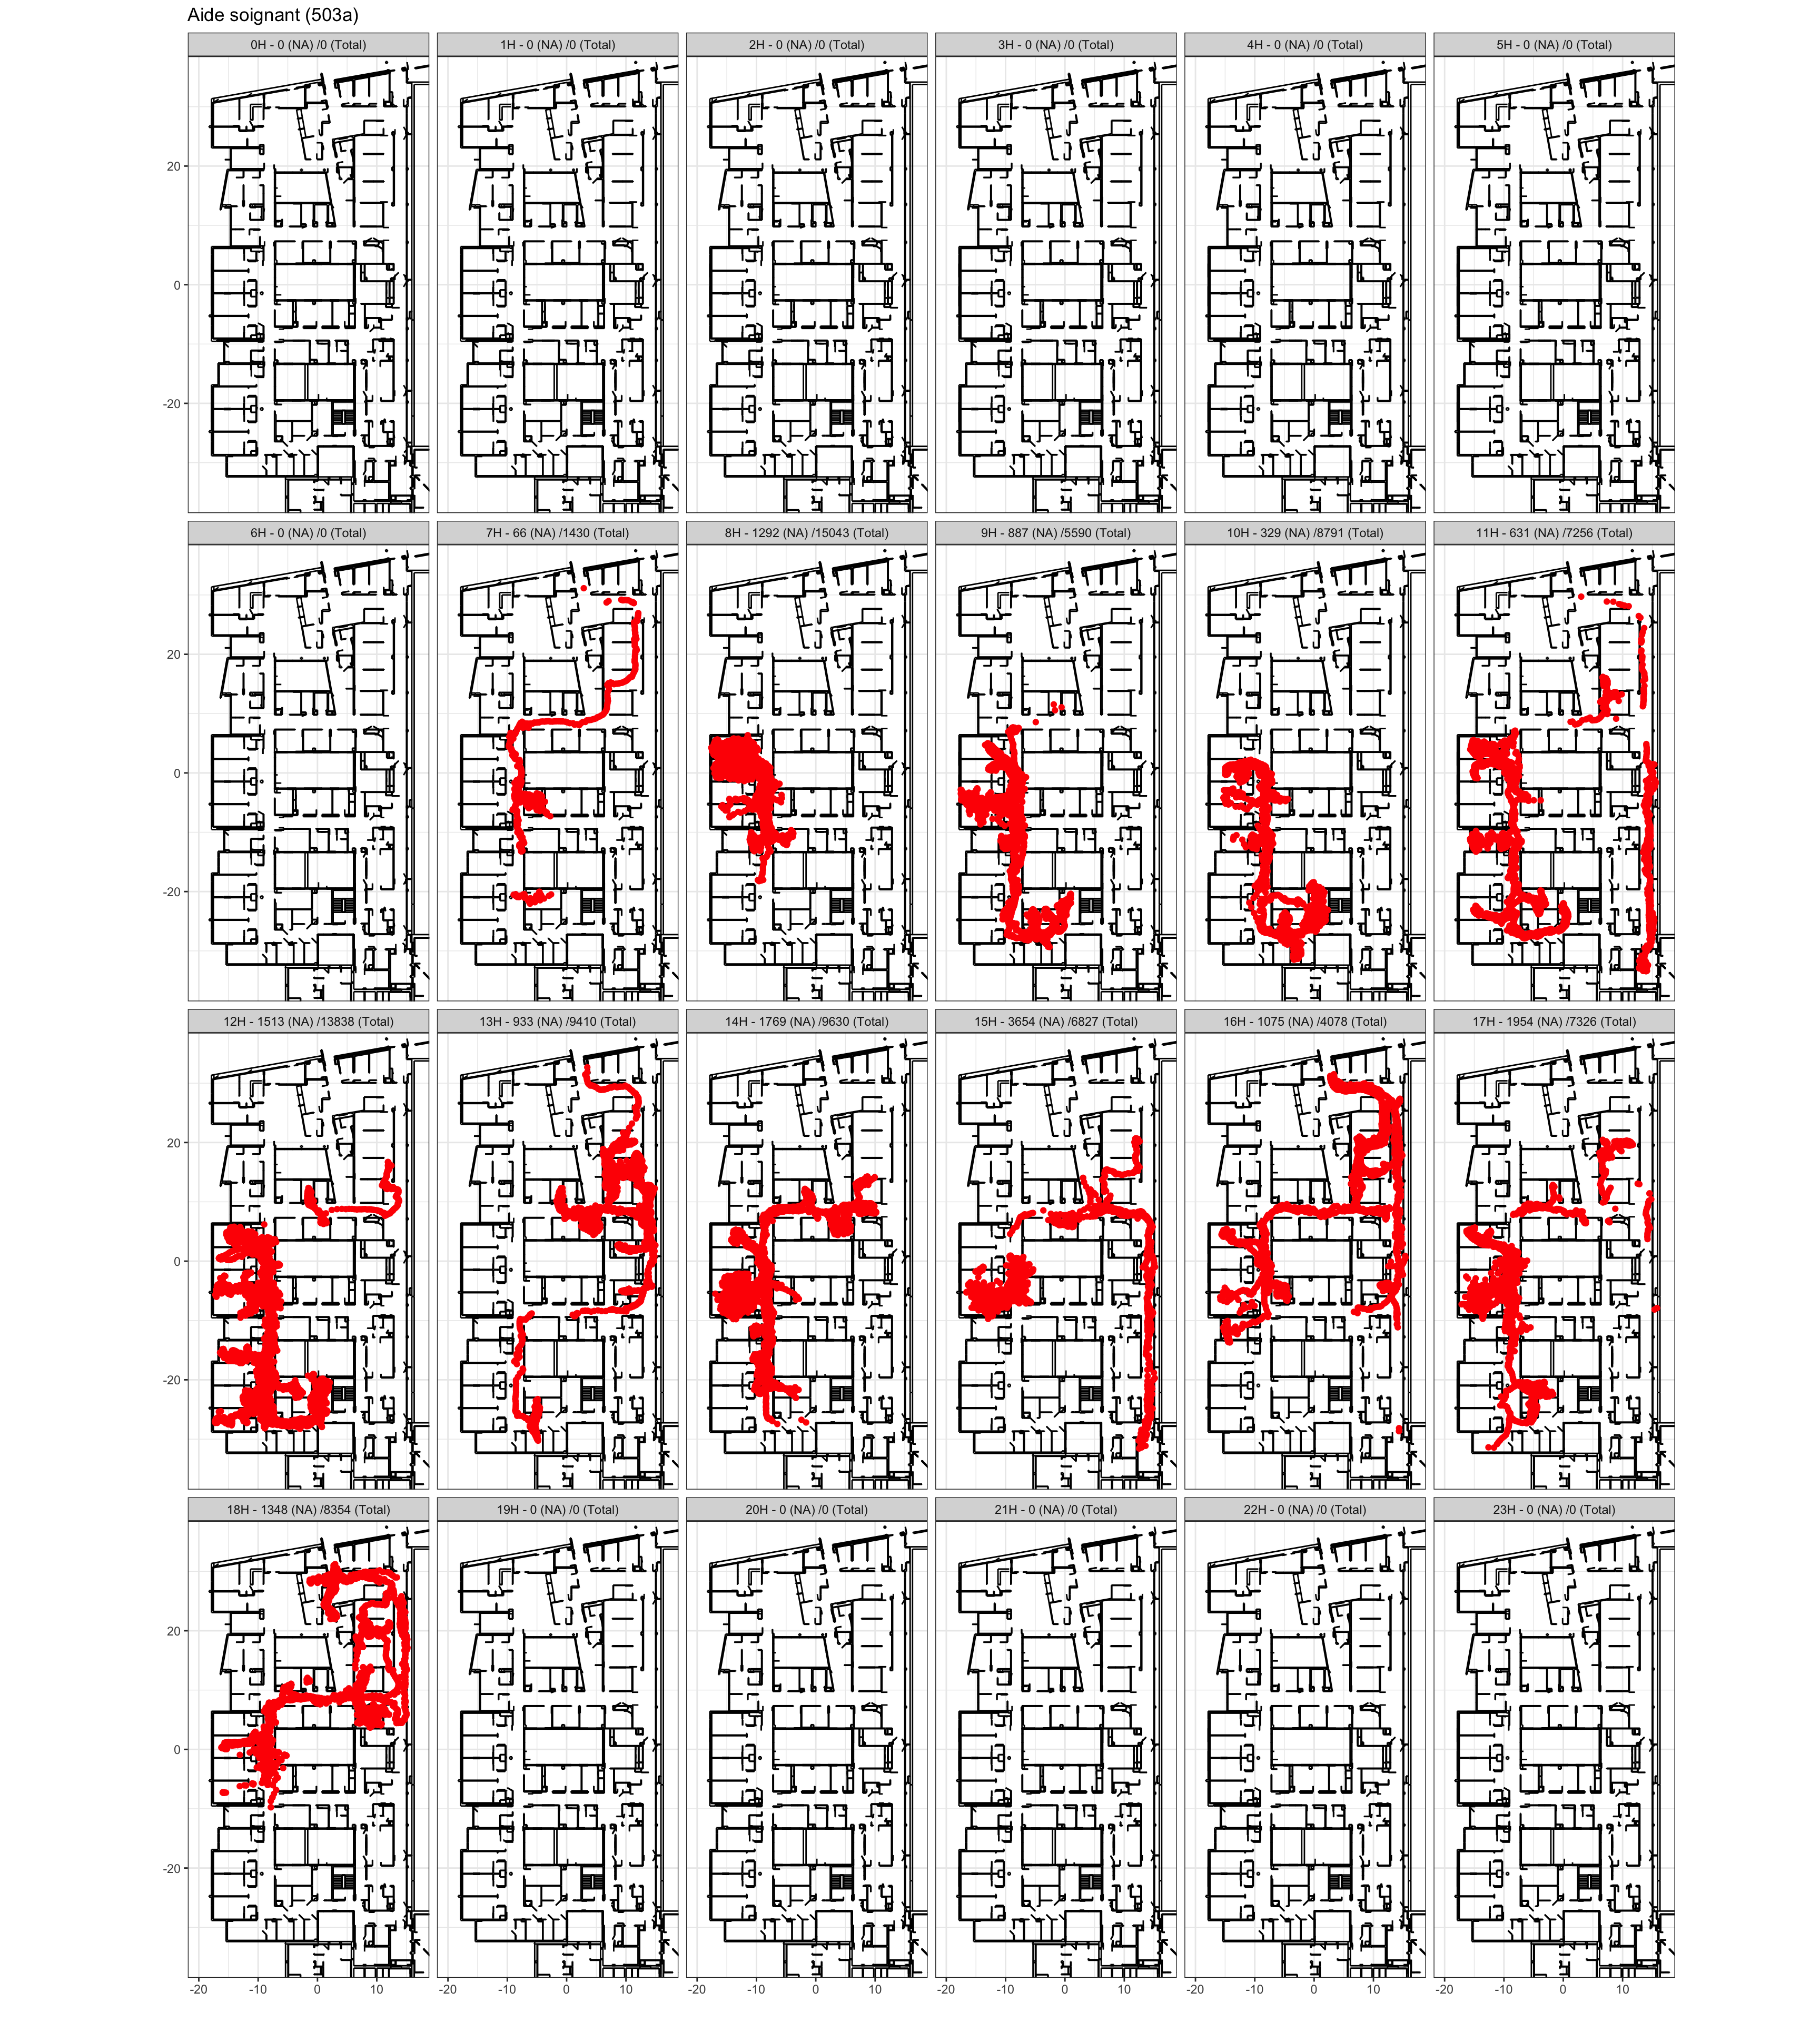 Aide soignant (503a)
0H - 0 (NA) /0 (Total)
1H - 0 (NA) /0 (Total)
2H - 0 (NA) /0 (Total)
3H - 0 (NA) /0 (Total)
4H - 0 (NA) /0 (Total)
5H - 0 (NA) /0 (Total)
20
0
-20
6H - 0 (NA) /0 (Total)
7H - 66 (NA) /1430 (Total)
8H - 1292 (NA) /15043 (Total)
9H - 887 (NA) /5590 (Total)
10H - 329 (NA) /8791 (Total)
11H - 631 (NA) /7256 (Total)
20
0
-20
12H - 1513 (NA) /13838 (Total)
13H - 933 (NA) /9410 (Total)
14H - 1769 (NA) /9630 (Total)
15H - 3654 (NA) /6827 (Total)
16H - 1075 (NA) /4078 (Total)
17H - 1954 (NA) /7326 (Total)
20
0
-20
18H - 1348 (NA) /8354 (Total)
19H - 0 (NA) /0 (Total)
20H - 0 (NA) /0 (Total)
21H - 0 (NA) /0 (Total)
22H - 0 (NA) /0 (Total)
23H - 0 (NA) /0 (Total)
20
0
-20
-20 -10 0 10
-20 -10 0 10
-20 -10 0 10
-20 -10 0 10
-20 -10 0 10
-20 -10 0 10